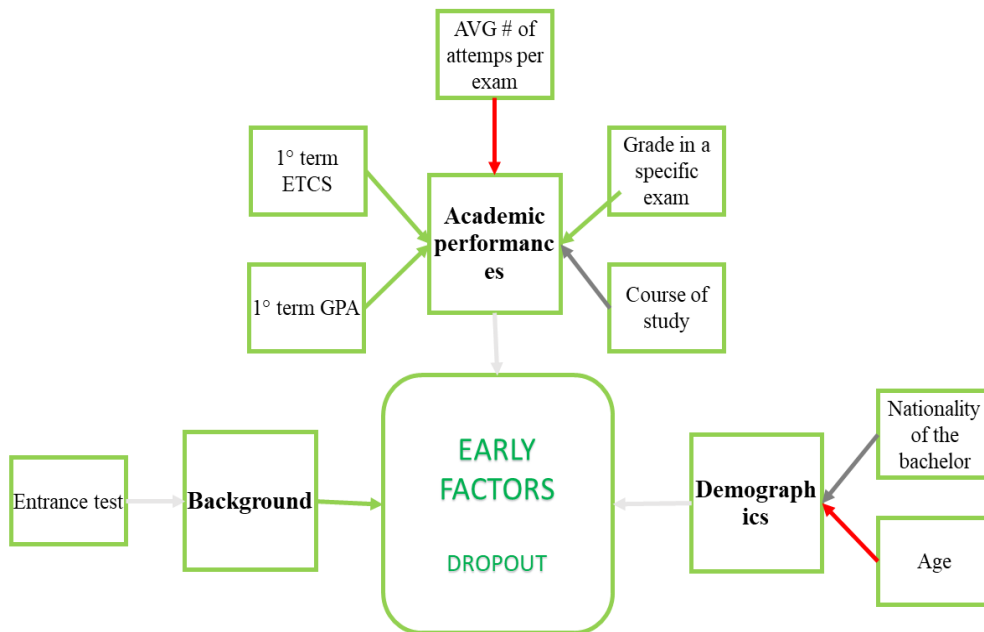 AVG # of
attemps per
exam
1° term
ETCS
Grade in a
specific
exam
Academic
performanc
es
1° term GPA
Course of
study
EARLY
FACTORS
DROPOUT
Entrance test
Background
Demograph
ics
Nationality
of the
bachelor
Age